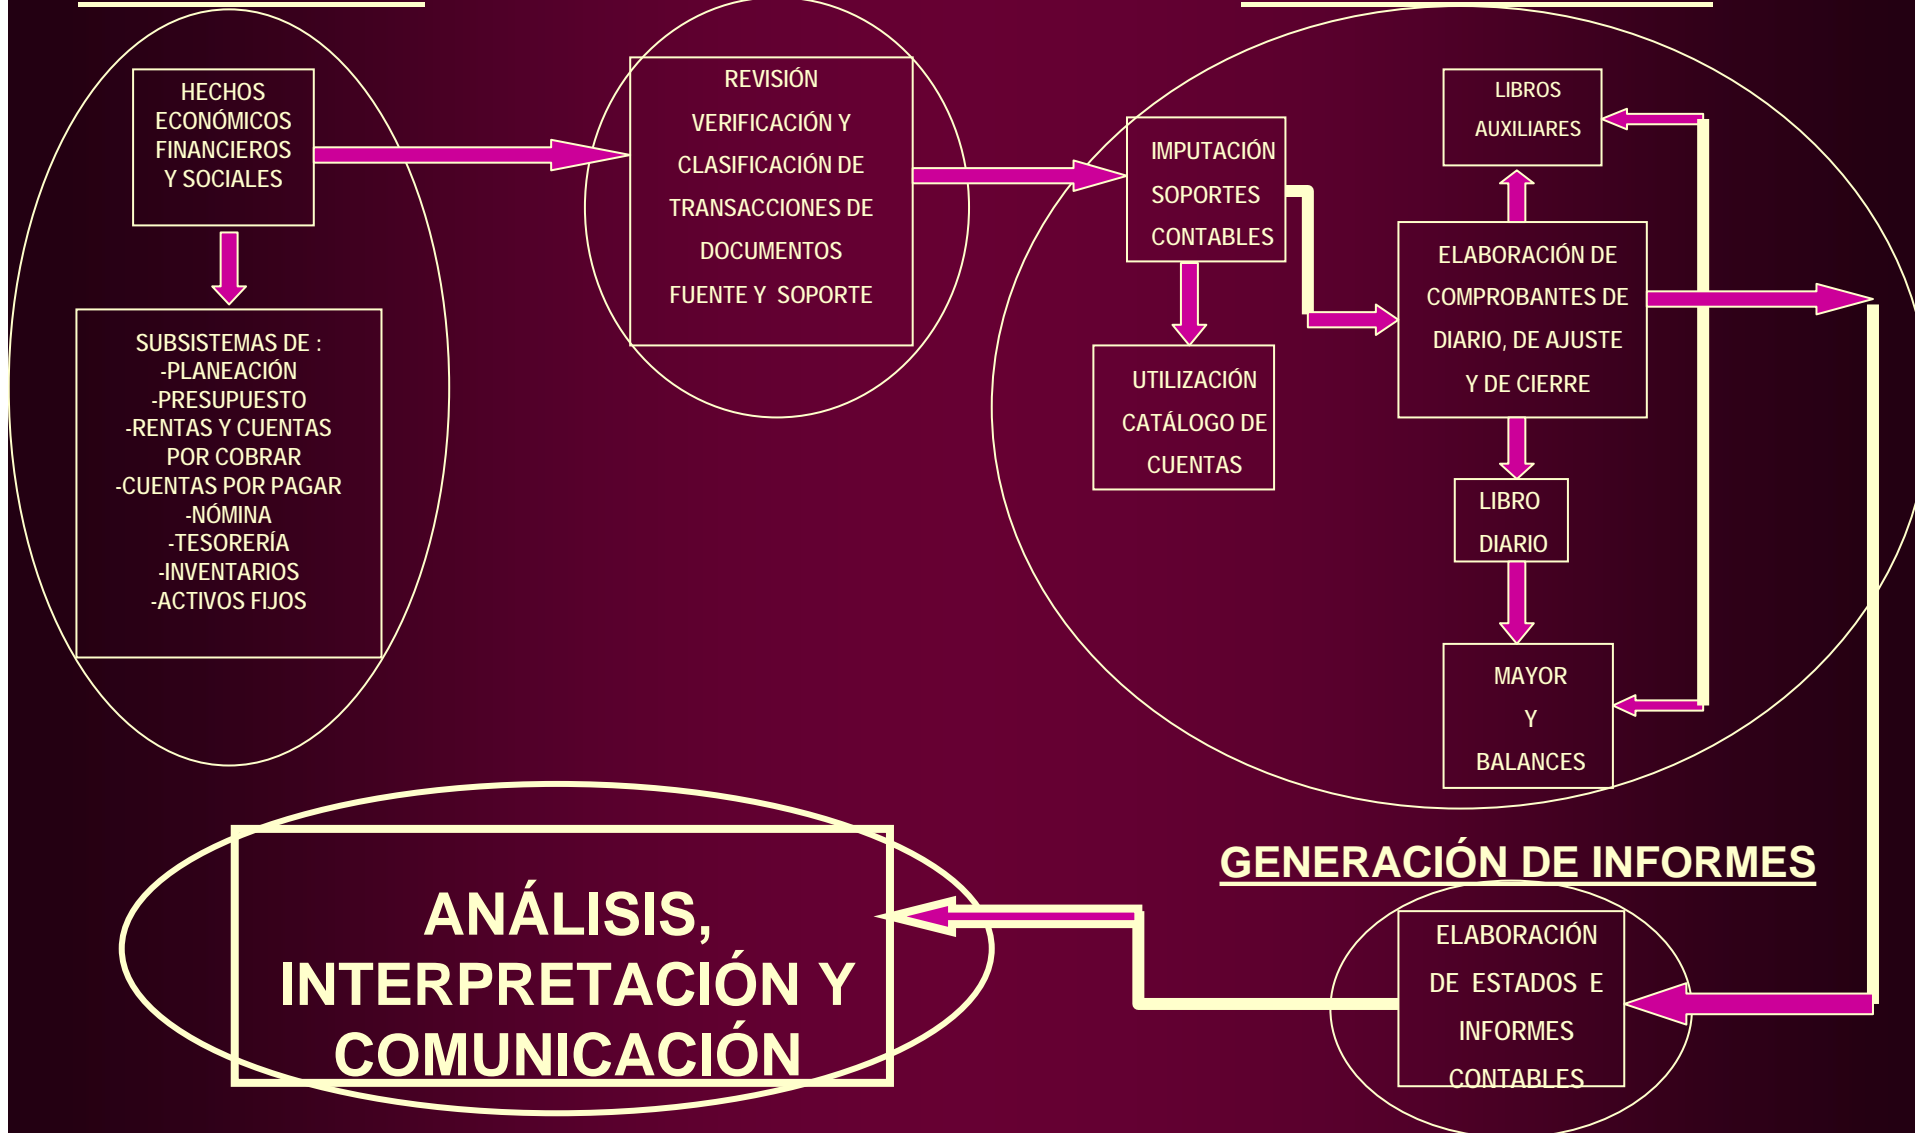 HECHOS
ECONÓMICOS
FINANCIEROS
Y SOCIALES
SUBSISTEMAS DE :
-PLANEACIÓN
-PRESUPUESTO
-RENTAS Y CUENTAS
POR COBRAR
-CUENTAS POR PAGAR
-NÓMINA
-TESORERÍA
-INVENTARIOS
-ACTIVOS FIJOS
REVISIÓN
VERIFICACIÓN Y
CLASIFICACIÓN DE
TRANSACCIONES DE
DOCUMENTOS
FUENTE Y SOPORTE
IMPUTACIÓN
SOPORTES
CONTABLES
UTILIZACIÓN
CATÁLOGO DE
CUENTAS
LIBROS
AUXILIARES
ELABORACIÓN DE
COMPROBANTES DE
DIARIO, DE AJUSTE
Y DE CIERRE
LIBRO
DIARIO
MAYOR
Y
BALANCES
GENERACIÓN DE INFORMES
ELABORACIÓN
DE ESTADOS E
INFORMES
CONTABLES
ANÁLISIS,
INTERPRETACIÓN Y
COMUNICACIÓN